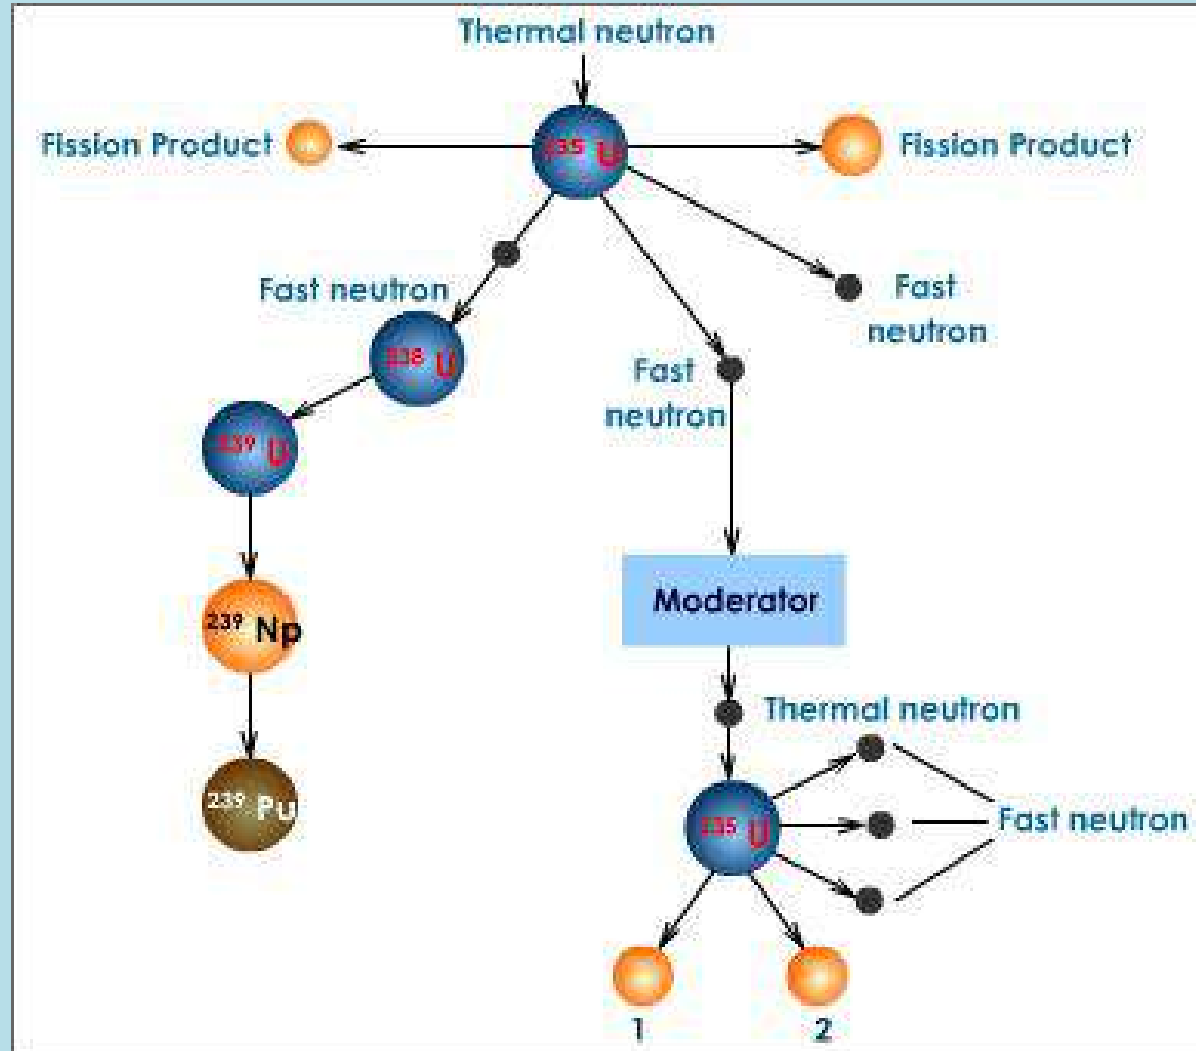 Thermal neutron
Fission Product
235 U
Fission Product
Fast neutron
Fast
neutron
238 U
Fast
neutron
239 U
Moderator
239 Np
Thermal neutron
239 Pu
235 U
Fast neutron
1
2